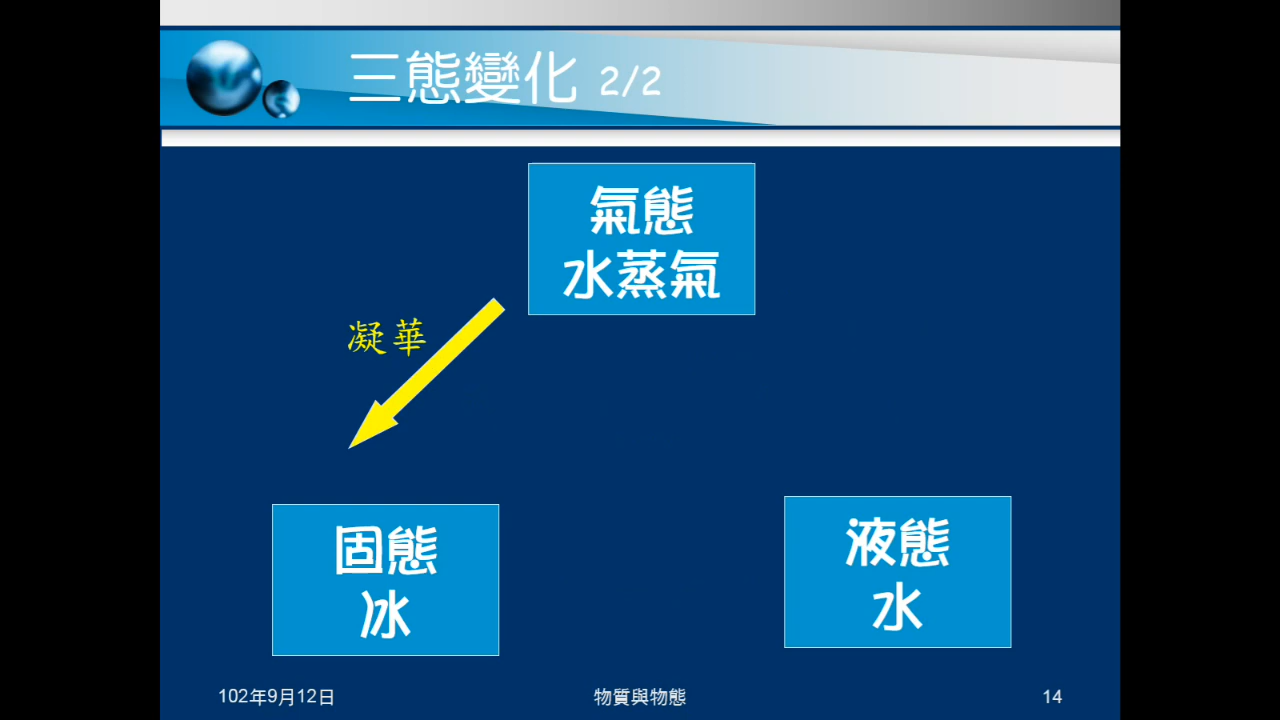 三態變化 2/2
氣態
水蒸氣
凝華
固態
冰
液態
水
102年9月12日
物質與物態
14